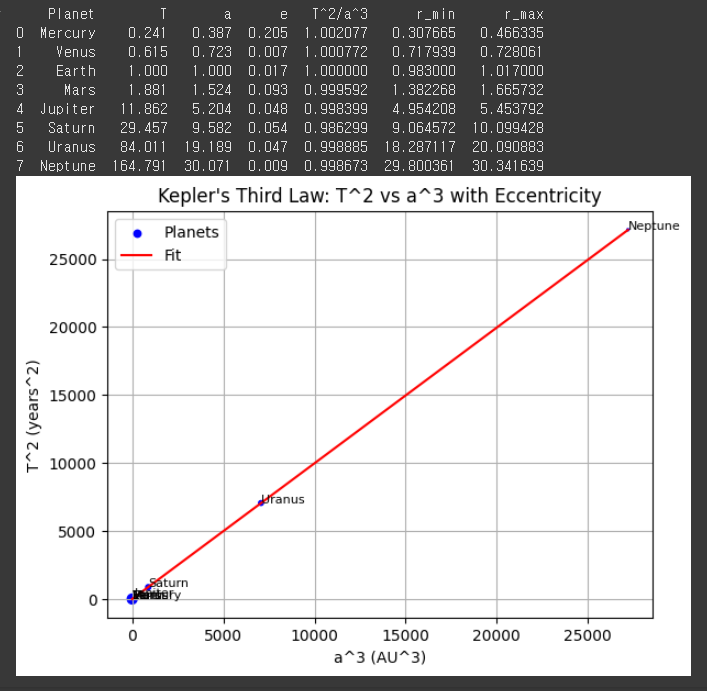 Planet T a e T^2/a^3 r_min r_max
0 Mercury 0.241 0.387 0.205 1.002077 0.307665 0.466335
1 Venus 0.615 0.723 0.007 1.000772 0.717939 0.728061
2 Earth 1.000 1.000 0.017 1.000000 0.983000 1.017000
3 Mars 1.881 1.524 0.093 0.999592 1.382268 1.665732
4 Jupiter 11.862 5.204 0.048 0.998399 4.954208 5.453792
5 Saturn 29.457 9.582 0.054 0.986299 9.064572 10.099428
6 Uranus 84.011 19.189 0.047 0.998885 18.287117 20.090883
7 Neptune 164.791 30.071 0.009 0.998673 29.800361 30.341639
Kepler's Third Law: T^2 vs a^3 with Eccentricity
Planets
Fit
Neptune
25000
20000
15000
10000
Uranus
5000
Saturn
0
T^2 (years^2)
0 5000 10000 15000 20000 25000
a^3 (AU^3)